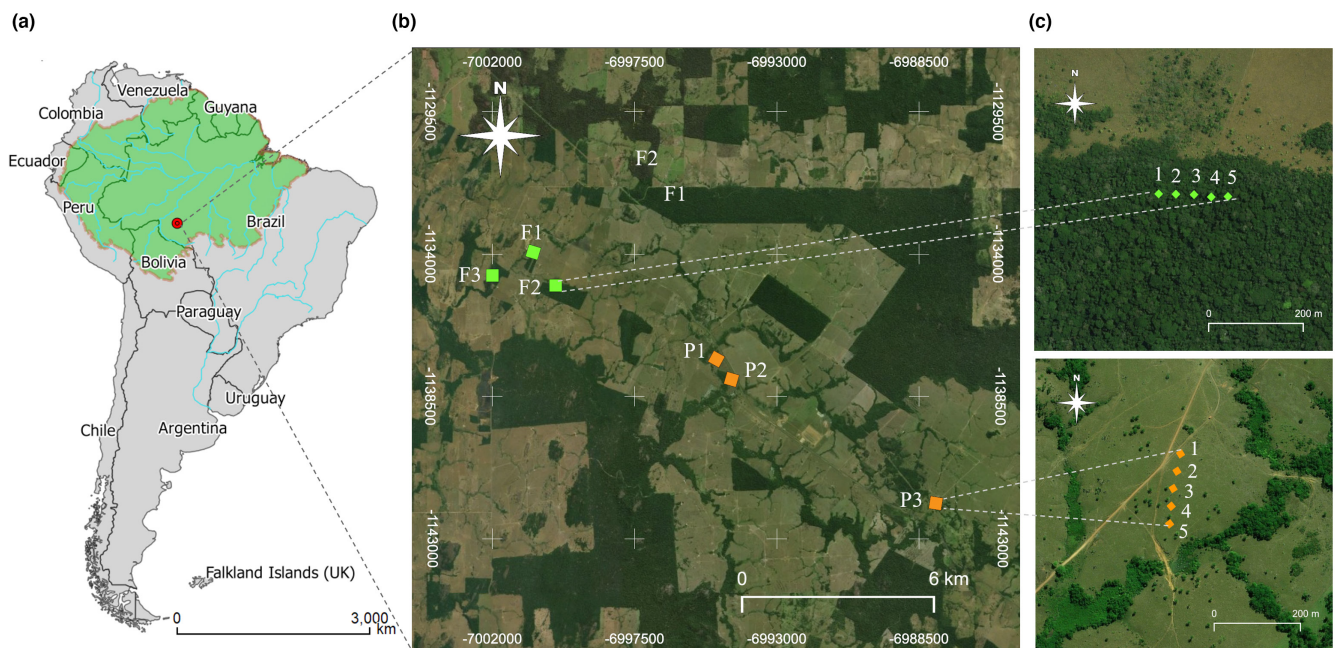 (a)
Venezuela
Colombia
Guyana
Ecuador
Peru
Brazil
Bolivia
Paraguay
Uruguay
Chile
Argentina
Falkland Islands (UK)
0
3,000
km
(b)
-7002000
-6997500
-6993000
-6988500
N
-1129500
-1129500
F2
F1
F1
-1134000
-1134000
F3
F2
P1
P2
-1138500
-1138500
P3
-1143000
-1143000
0
6 km
-7002000
-6997500
-6993000
-6988500
(c)
N
1 2 3 4 5
0
200 m
N
1
2
3
4
5
0
200 m